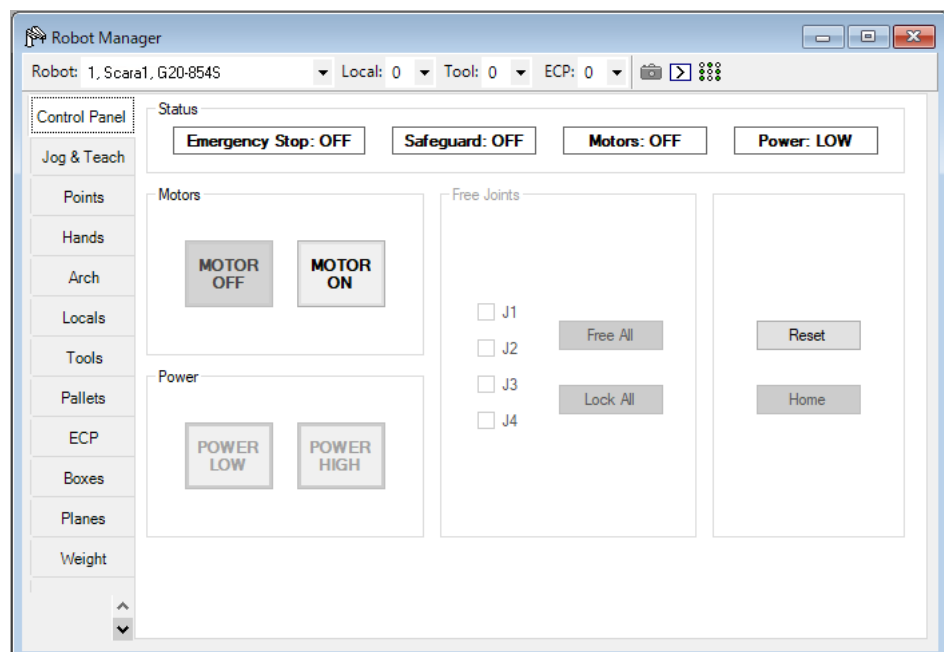 Robot Manager
Robot: 1, Scara1, G20-854S Local: 0 Tool: 0 ECP: 0
Control Panel
Jog & Teach
Points
Hands
Arch
Locals
Tools
Pallets
ECP
Boxes
Planes
Weight
Status
Emergency Stop: OFF Safeguard: OFF Motors: OFF Power: LOW
Motors
MOTOR
OFF
MOTOR
ON
Power
POWER
LOW
POWER
HIGH
Free Joints
J1
J2
J3
J4
Free All
Lock All
Reset
Home